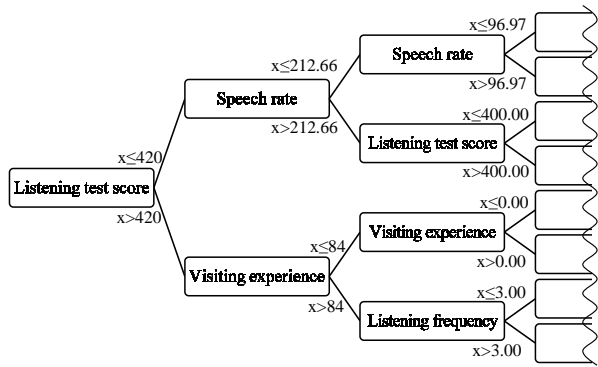 x≤96.97
Speech rate
x≤212.66
x>96.97
Speech rate
x≤400.00
x>212.66
Listening test score
x≤420
x>400.00
Listening test score
x≤0.00
x>420
Visiting experience
x≤84
x>0.00
Visiting experience
x≤3.00
x>84
Listening frequency
x>3.00